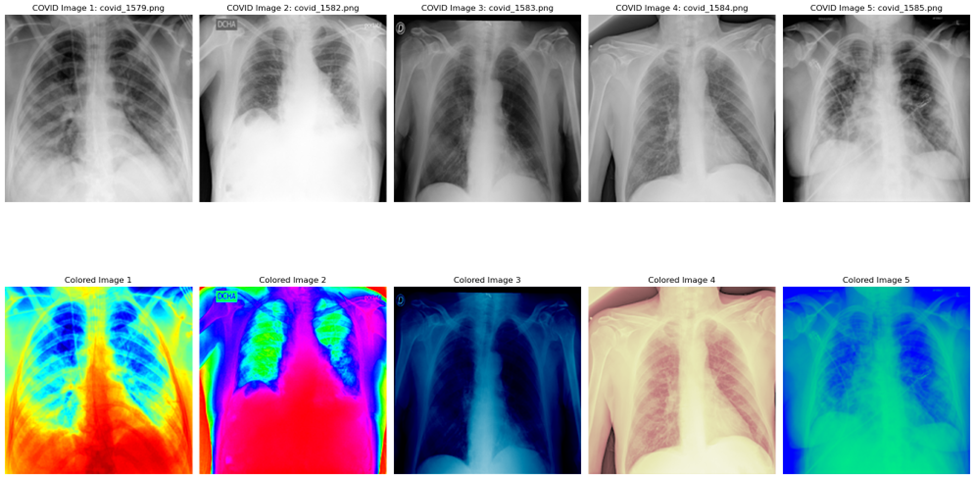 COVID Image 1: covid_1579.png
COVID Image 2: covid_1582.png
COVID Image 3: covid_1583.png
COVID Image 4: covid_1584.png
COVID Image 5: covid_1585.png
DCHA
D
Colored Image 1
Colored Image 2
Colored Image 3
Colored Image 4
Colored Image 5
DCHA
D